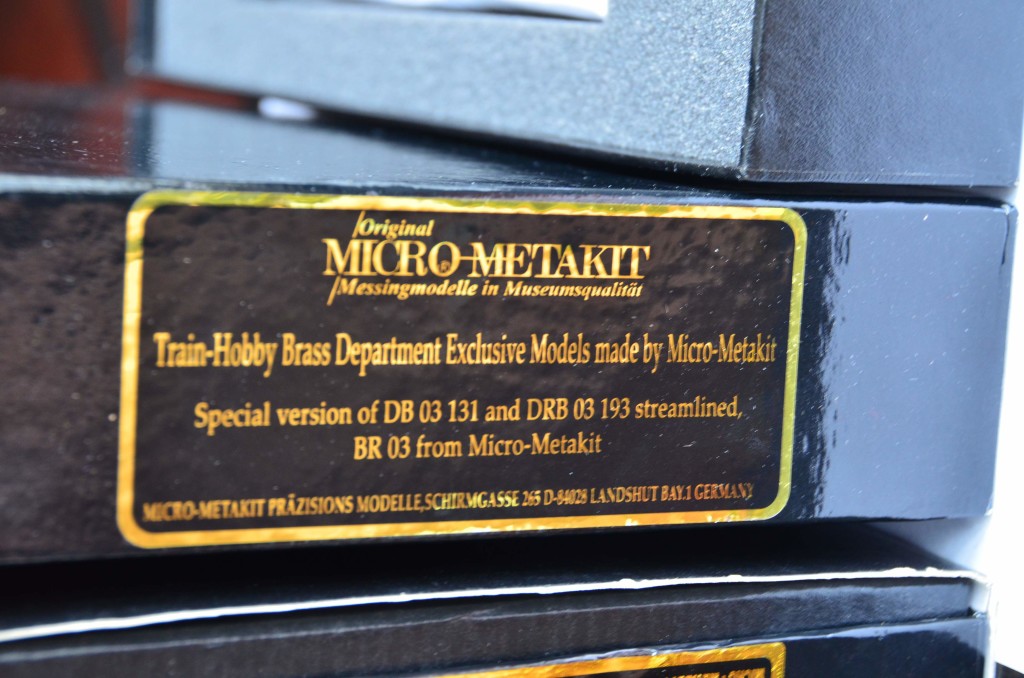 Original
MICRO-METAKIT
Messingmodelle in Museumsqualität
Train-Hobby Brass Department Exclusive Models made by Micro-Metakit
Special version of DB 03 131 and DRB 03 193 streamlined,
BR 03 from Micro-Metakit
MICRO-METAKIT PRÄZISIONS MODELLE,SCHIRMGASSE 265 D-84028 LANDSHUT BAY.1 GERMANY